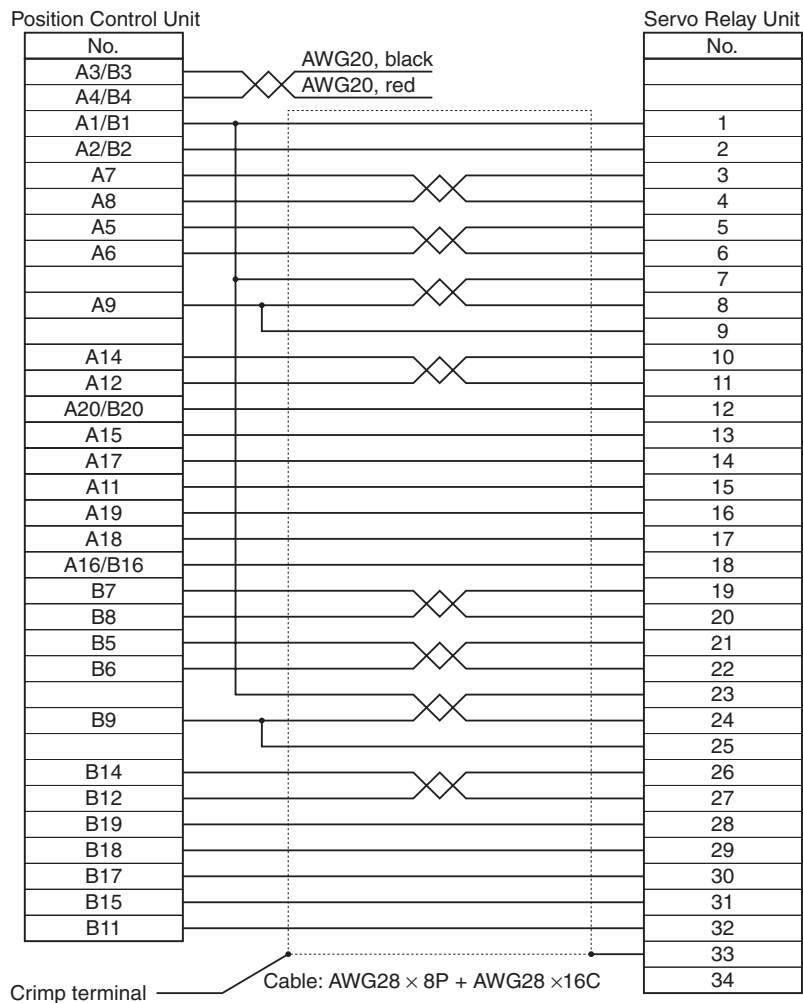 Position Control Unit Servo Relay Unit
No. No.
A3/B3 AWG20, black
A4/B4 AWG20, red
A1/B1 1
A2/B2 2
A7 3
A8 4
A5 5
A6 6
7
A9 8
9
A14 10
A12 11
A20/B20 12
A15 13
A17 14
A11 15
A19 16
A18 17
A16/B16 18
B7 19
B8 20
B5 21
B6 22
23
B9 24
25
B14 26
B12 27
B19 28
B18 29
B17 30
B15 31
B11 32
33
Crimp terminal Cable: AWG28 × 8P + AWG28 ×16C 34